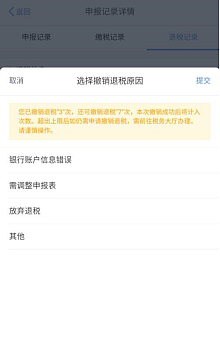 返回
申报记录详情
申报记录
缴税记录
退税记录
取消
选择撤销退税原因
提交
您已撤销退税“3”次，还可撤销退税“7”次，本次撤销成功后将计入
次数。超出上限后如仍需申请撤销退税，需前往税务大厅办理。
请谨慎操作。
银行账户信息错误
需调整申报表
放弃退税
其他